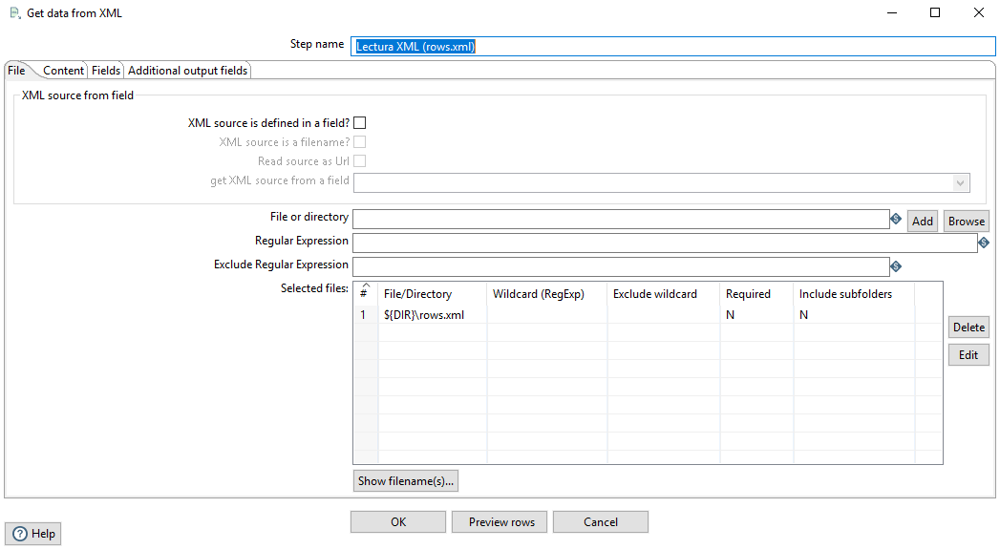 Get data from XML
Step name Lectura XML (rows.xml)
File Content Fields Additional output fields
XML source from field
XML source is defined in a field?
XML source is a filename?
Read source as Url
get XML source from a field
File or directory Add Browse
Regular Expression
Exclude Regular Expression
Selected files: # File/Directory Wildcard (RegExp) Exclude wildcard Required Include subfolders
1 ${DIR}\rows.xml N N
Delete
Edit
Show filename(s)...
OK Preview rows Cancel
Help